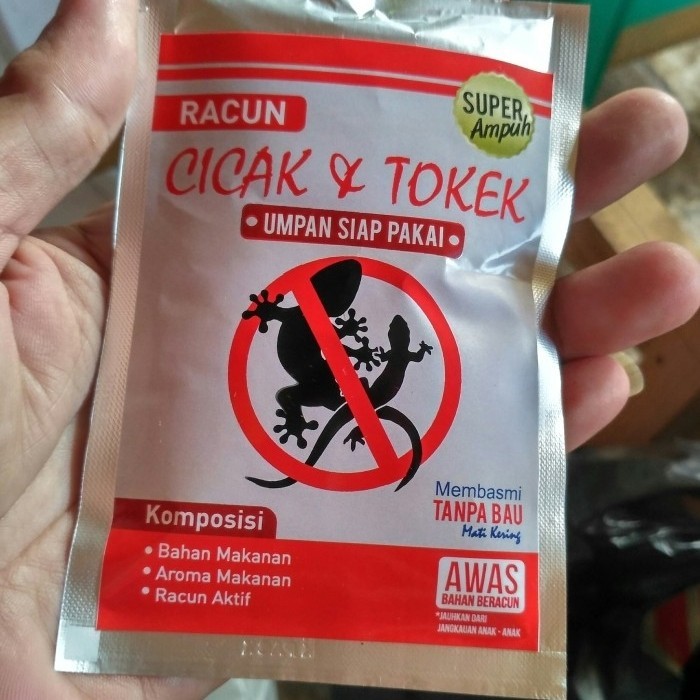 RACUN
SUPER
Ampuh
CICAK & TOKEK
• UMPAN SIAP PAKAI •
Membasmi
TANPA BAU
Mati Kering
Komposisi
• Bahan Makanan
• Aroma Makanan
• Racun Aktif
AWAS
BAHAN BERACUN
*JAUHKAN DARI
JANGKAUAN ANAK - ANAK